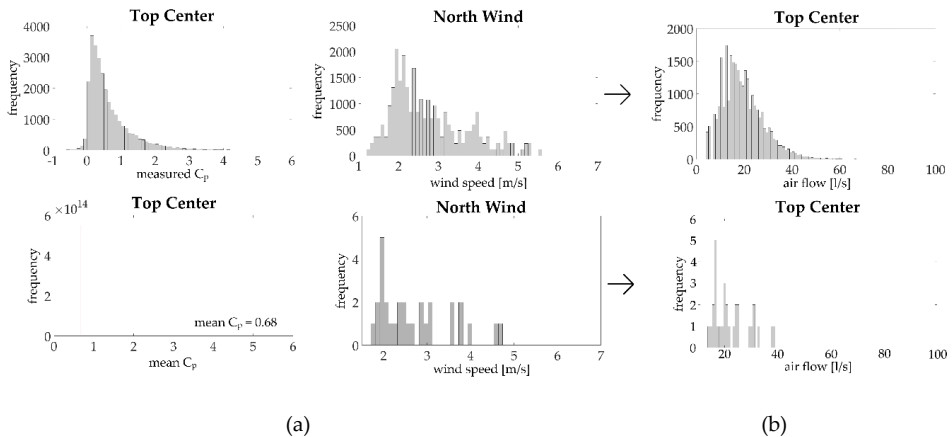 Top Center
frequency
4000
3000
2000
1000
0
-1 0 1 2 3 4 5 6
measured Cp
North Wind
frequency
2500
2000
1500
1000
500
0
1 2 3 4 5 6 7
wind speed [m/s]
Top Center
frequency
2000
1500
1000
500
0
0 20 40 60 80 100
air flow [l/s]
Top Center
×10^14
frequency
6
4
2
0
mean Cp = 0.68
0 1 2 3 4 5 6
mean Cp
North Wind
frequency
6
4
2
0
2 3 4 5 6 7
wind speed [m/s]
Top Center
frequency
6
5
4
3
2
1
0
20 40 60 80 100
air flow [l/s]
(a)
(b)